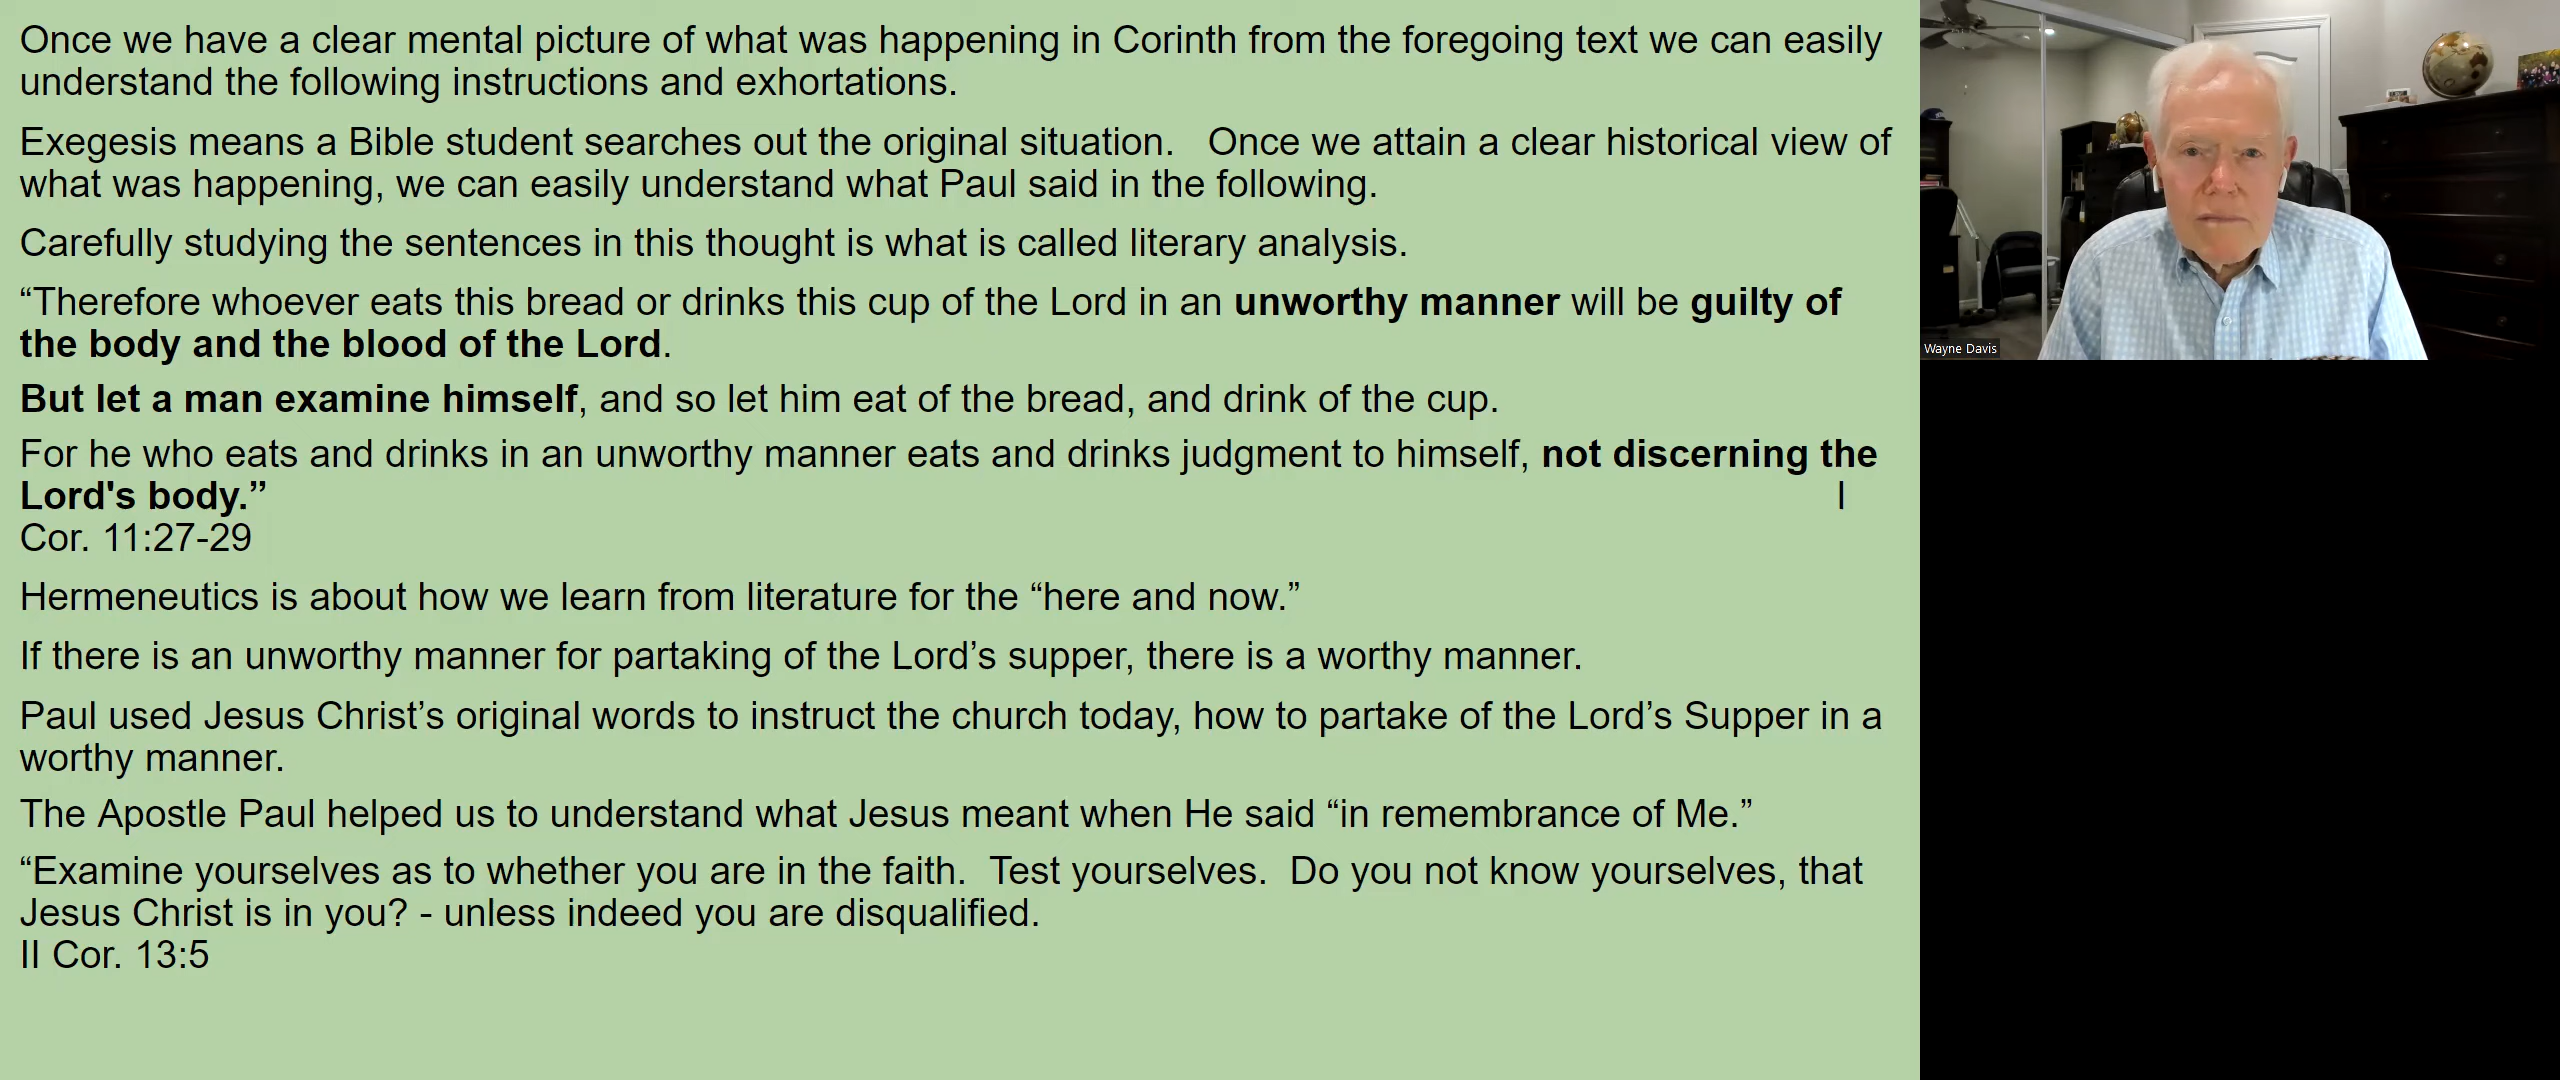 Once we have a clear mental picture of what was happening in Corinth from the foregoing text we can easily
understand the following instructions and exhortations.
Exegesis means a Bible student searches out the original situation.   Once we attain a clear historical view of
what was happening, we can easily understand what Paul said in the following.
Carefully studying the sentences in this thought is what is called literary analysis.
“Therefore whoever eats this bread or drinks this cup of the Lord in an unworthy manner will be guilty of
the body and the blood of the Lord.
But let a man examine himself, and so let him eat of the bread, and drink of the cup.
For he who eats and drinks in an unworthy manner eats and drinks judgment to himself, not discerning the
Lord's body.” I
Cor. 11:27-29
Hermeneutics is about how we learn from literature for the “here and now.”
If there is an unworthy manner for partaking of the Lord’s supper, there is a worthy manner.
Paul used Jesus Christ’s original words to instruct the church today, how to partake of the Lord’s Supper in a
worthy manner.
The Apostle Paul helped us to understand what Jesus meant when He said “in remembrance of Me.”
“Examine yourselves as to whether you are in the faith.  Test yourselves.  Do you not know yourselves, that
Jesus Christ is in you? - unless indeed you are disqualified.
II Cor. 13:5
Wayne Davis